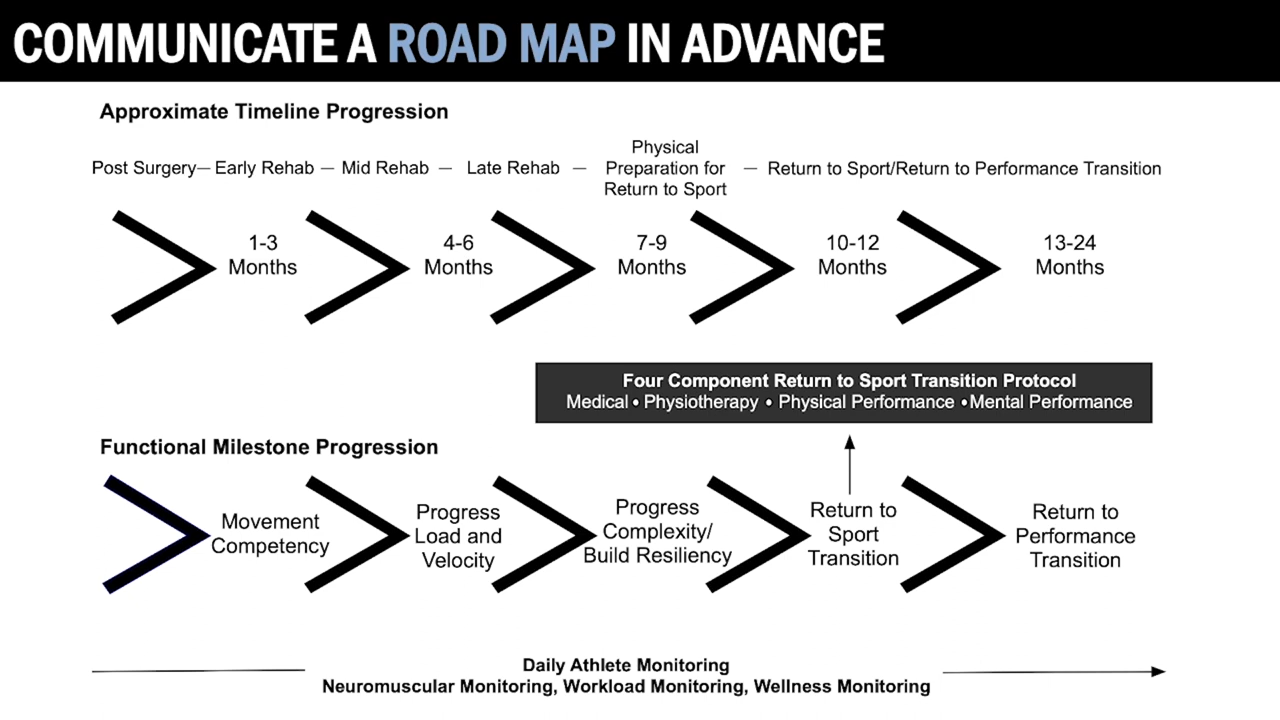 COMMUNICATE A ROAD MAP IN ADVANCE
Approximate Timeline Progression
Post Surgery — Early Rehab — Mid Rehab — Late Rehab — Physical Preparation for Return to Sport — Return to Sport/Return to Performance Transition
1-3
Months
4-6
Months
7-9
Months
10-12
Months
13-24
Months
Four Component Return to Sport Transition Protocol
Medical • Physiotherapy • Physical Performance • Mental Performance
Functional Milestone Progression
Movement
Competency
Progress
Load and
Velocity
Progress
Complexity/
Build Resiliency
Return to
Sport
Transition
Return to
Performance
Transition
Daily Athlete Monitoring
Neuromuscular Monitoring, Workload Monitoring, Wellness Monitoring